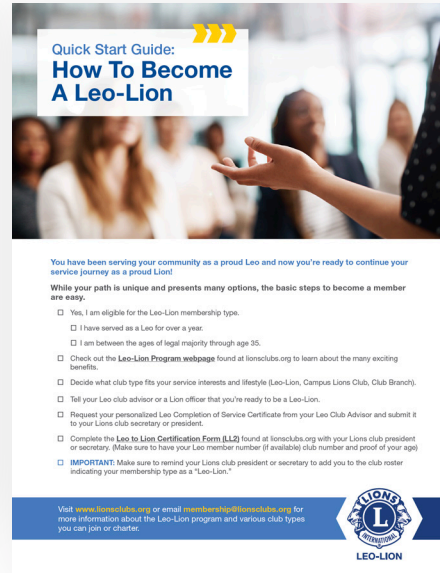 Quick Start Guide:
How To Become
A Leo-Lion
You have been serving your community as a proud Leo and now you're ready to continue your
service journey as a proud Lion!
While your path is unique and presents many options, the basic steps to become a member
are easy.
☐ Yes, I am eligible for the Leo-Lion membership type.
☐ I have served as a Leo for over a year.
☐ I am between the ages of legal majority through age 35.
☐ Check out the Leo-Lion Program webpage found at lionsclubs.org to learn about the many exciting
benefits.
☐ Decide what club type fits your service interests and lifestyle (Leo-Lion, Campus Lions Club, Club Branch).
☐ Tell your Leo club advisor or a Lion officer that you're ready to be a Leo-Lion.
☐ Request your personalized Leo Completion of Service Certificate from your Leo Club Advisor and submit it
to your Lions club secretary or president.
☐ Complete the Leo to Lion Certification Form (LL2) found at lionsclubs.org with your Lions club president
or secretary. (Make sure to have your Leo member number (if available) club number and proof of your age)
☐ IMPORTANT: Make sure to remind your Lions club president or secretary to add you to the club roster
indicating your membership type as a “Leo-Lion.”
Visit www.lionsclubs.org or email membership@lionsclubs.org for
more information about the Leo-Lion program and various club types
you can join or charter.
LIONS
L
INTERNATIONAL
LEO-LION